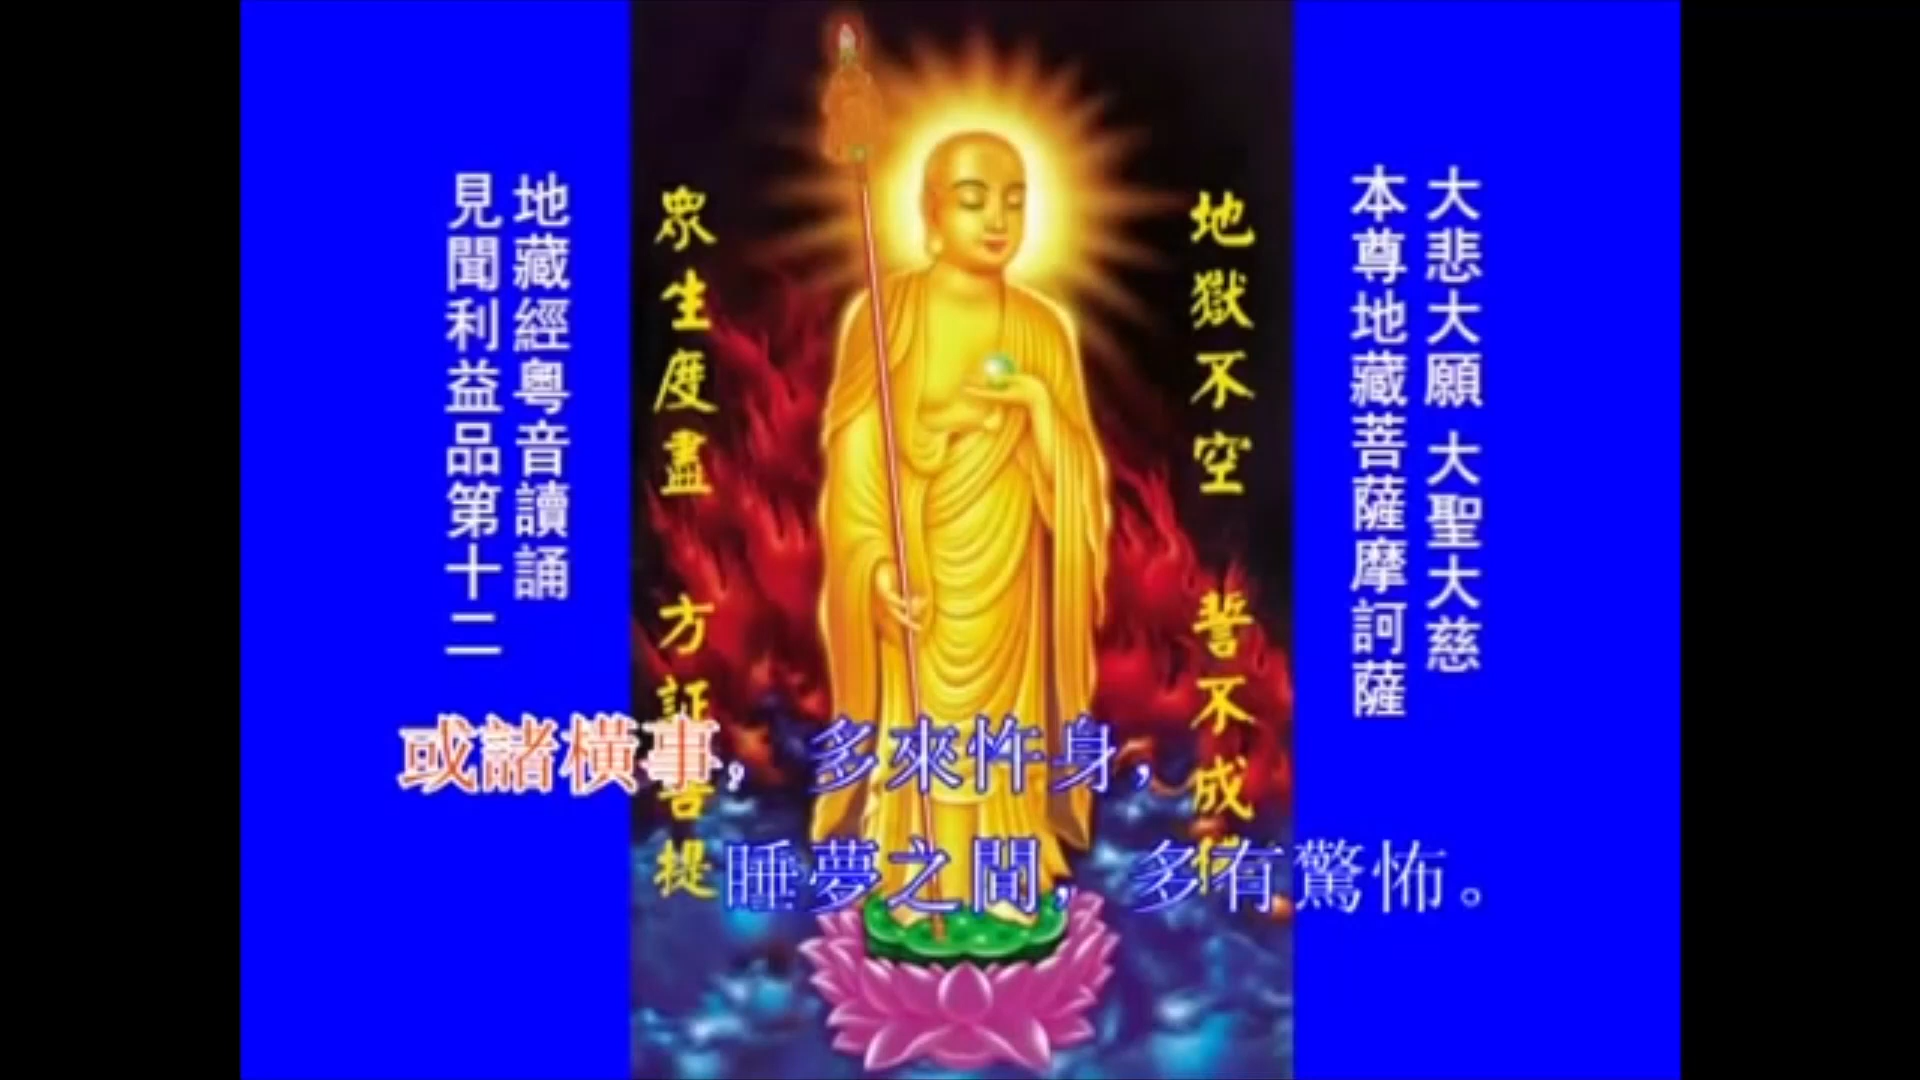 大悲大願 大聖大慈
本尊地藏菩薩摩訶薩
地獄不空 誓不成佛
眾生度盡 方証菩提
地藏經粵音讀誦
見聞利益品第十二
或諸橫事，多來忤身，
睡夢之間，多有驚怖。